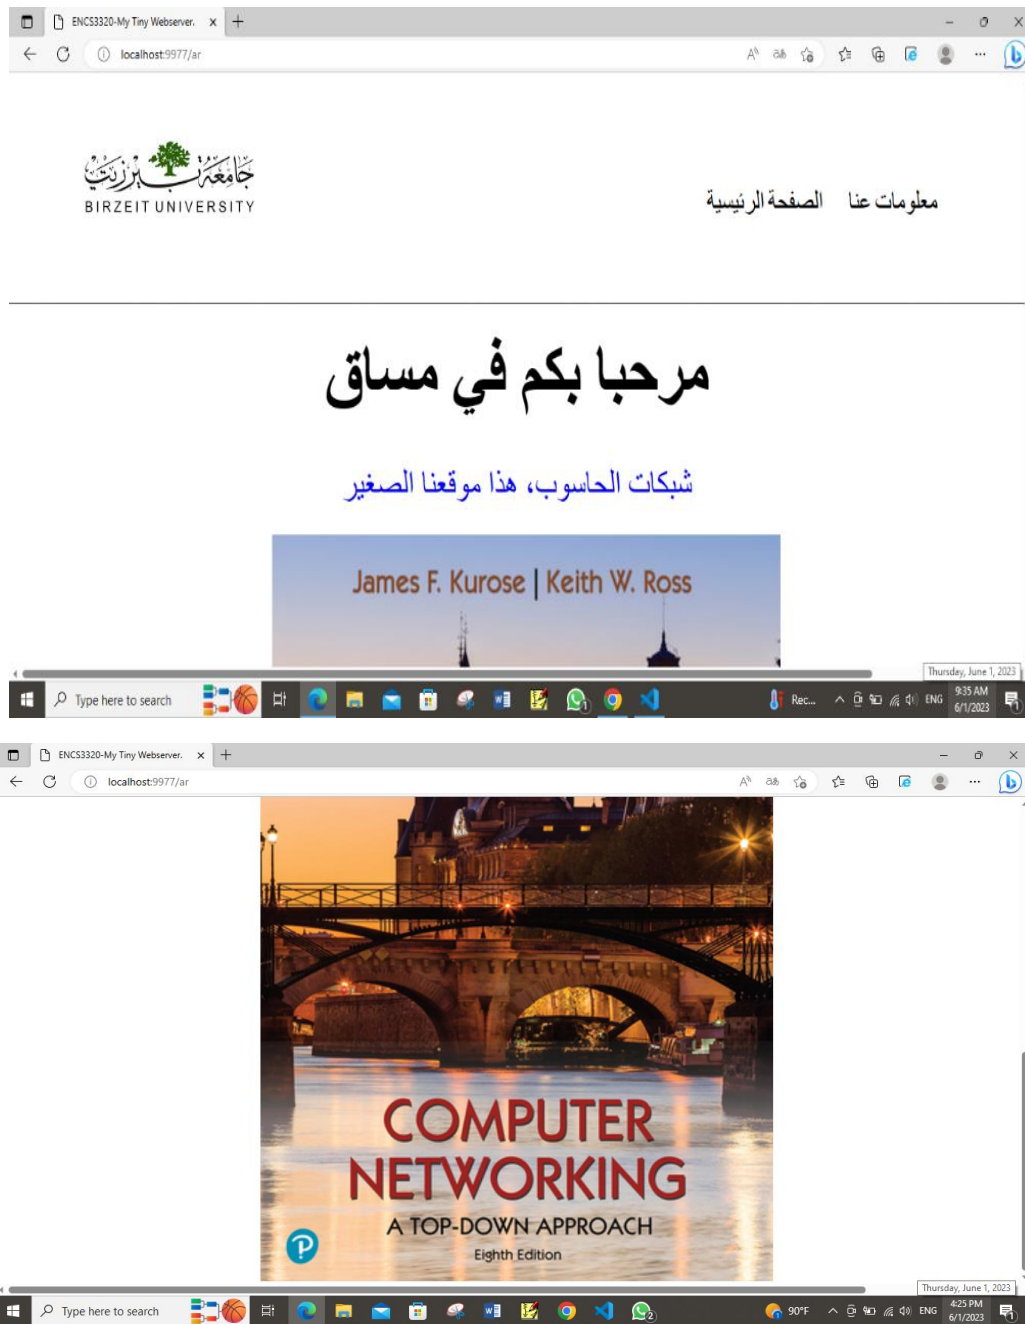 ENCS3320-My Tiny Webserver.
localhost:9977/ar
جامعة بيرزيت
BIRZEIT UNIVERSITY
معلومات عنا الصفحة الرئيسية
مرحبا بكم في مساق
شبكات الحاسوب، هذا موقعنا الصغير
James F. Kurose | Keith W. Ross
Thursday, June 1, 2023
Type here to search
Rec...
ENG
9:35 AM
6/1/2023
ENCS3320-My Tiny Webserver.
localhost:9977/ar
COMPUTER
NETWORKING
A TOP-DOWN APPROACH
Eighth Edition
Thursday, June 1, 2023
Type here to search
90°F
ENG
4:25 PM
6/1/2023